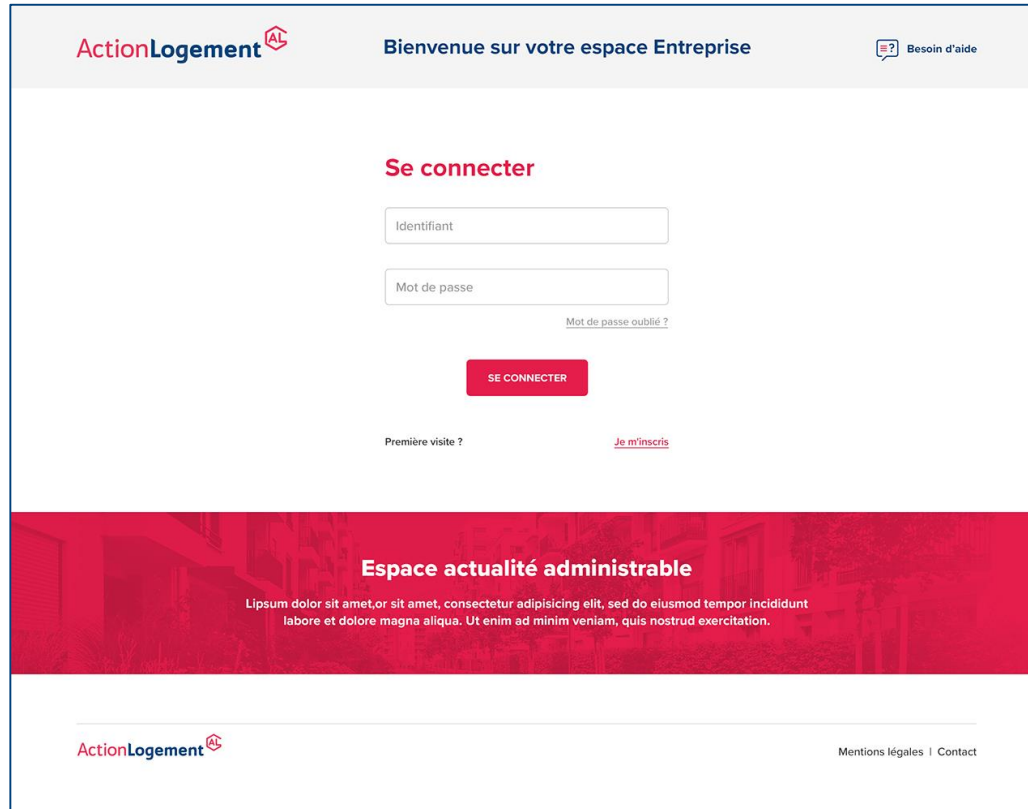 ActionLogement AL
Bienvenue sur votre espace Entreprise
≡? Besoin d'aide
Se connecter
Identifiant
Mot de passe
Mot de passe oublié ?
SE CONNECTER
Première visite ?
Je m'inscris
Espace actualité administrable
Lipsum dolor sit amet,or sit amet, consectetur adipisicing elit, sed do eiusmod tempor incididunt
labore et dolore magna aliqua. Ut enim ad minim veniam, quis nostrud exercitation.
ActionLogement AL
Mentions légales | Contact